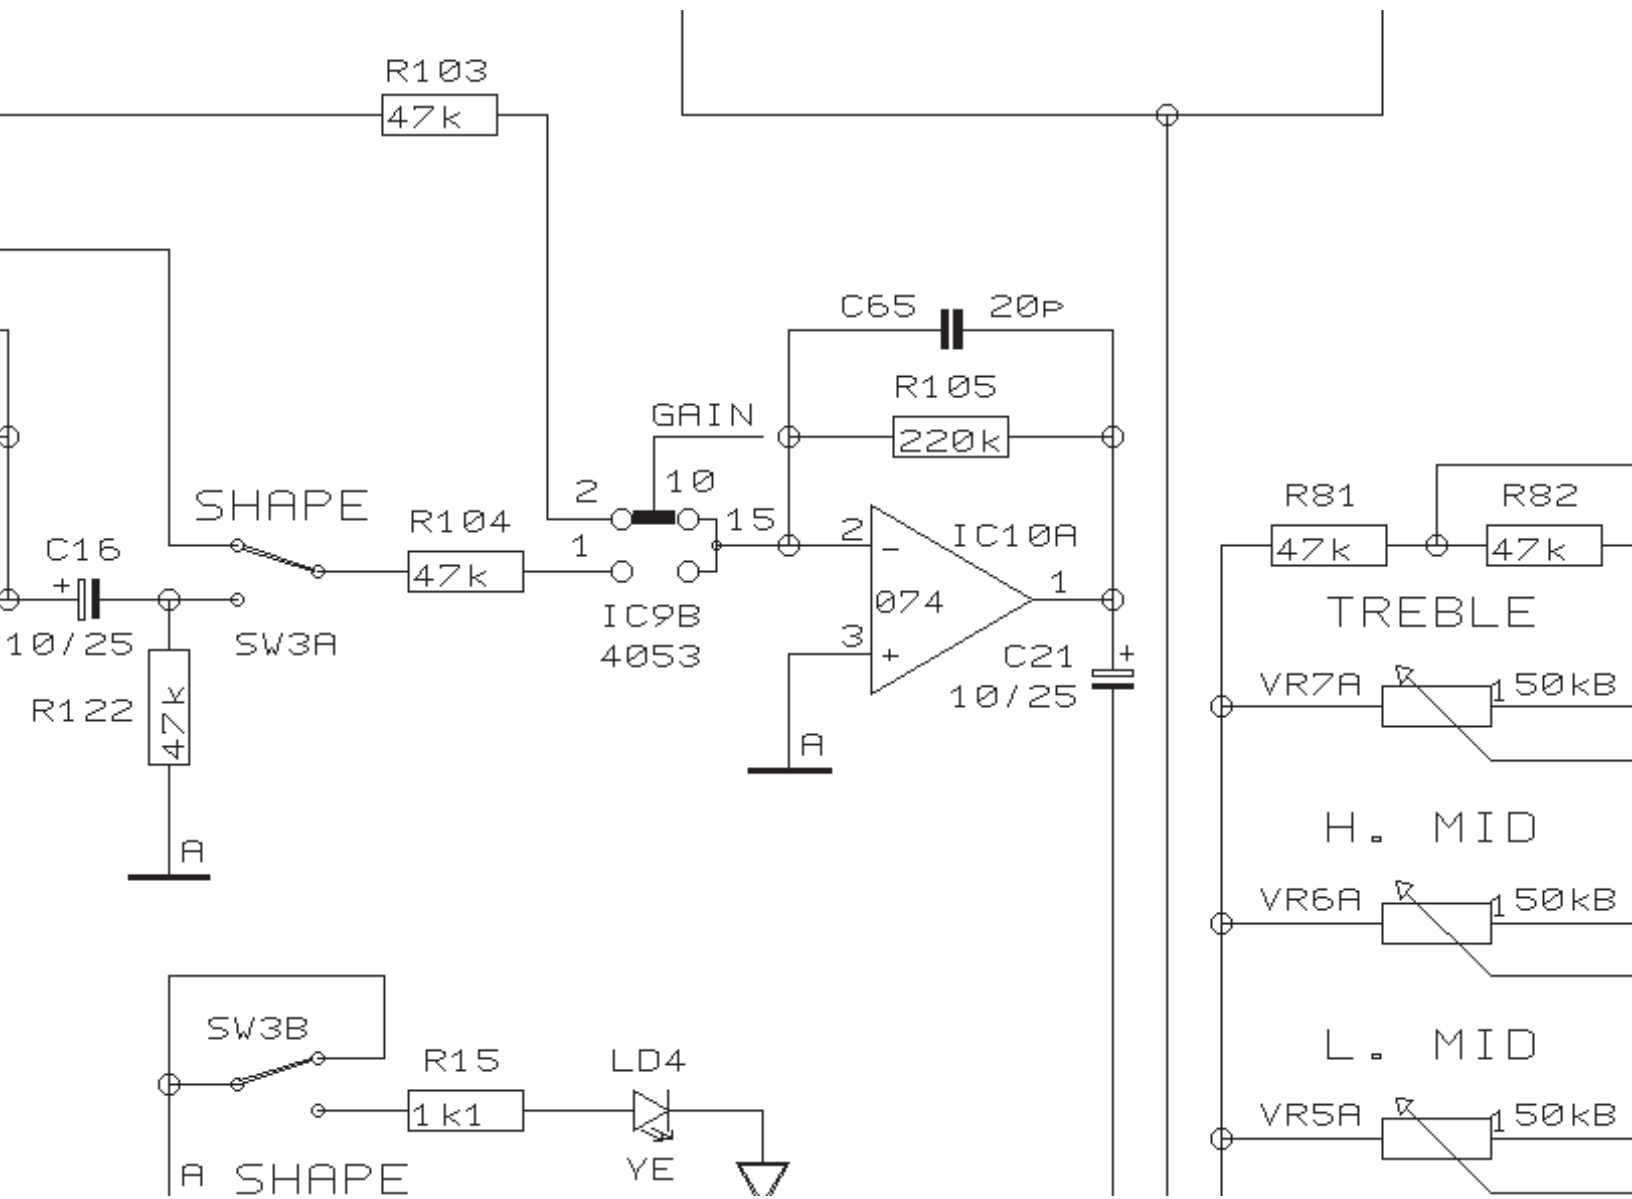 R103
47k
C65 20p
R105
220k
GAIN
10
2
15
1
SHAPE
R104
47k
C16
+
10/25
SW3A
R122
47k
A
IC9B
4053
2
-
IC10A
074
1
3
+
A
C21 +
10/25
R81 R82
47k 47k
TREBLE
VR7A 1 50kB
H. MID
VR6A 1 50kB
L. MID
VR5A 1 50kB
SW3B
R15 LD4
1k1
YE
A SHAPE